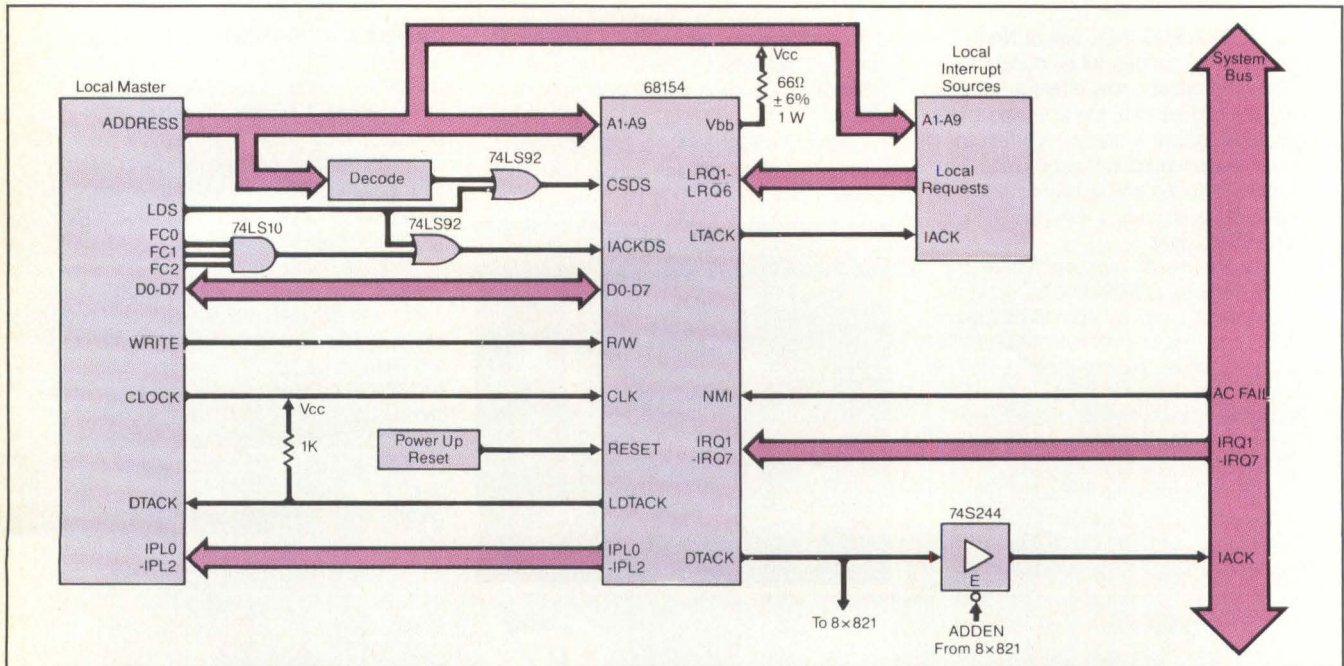 Local Master
ADDRESS
LDS
FC0
FC1
FC2
D0-D7
WRITE
CLOCK
DTACK
IPL0
-IPL2
Decode
74LS92
74LS10
74LS92
Vcc
1K
Power Up
Reset
68154
A1-A9
CSDS
IACKDS
D0-D7
R/W
CLK
RESET
LDTACK
IPL0
-IPL2
Vbb
LRQ1-
LRQ6
LTACK
NMI
IRQ1
-IRQ7
DTACK
Vcc
66Ω
± 6%
1 W
Local
Interrupt
Sources
A1-A9
Local
Requests
IACK
To 8×821
74S244
E
ADDEN
From 8×821
System
Bus
AC FAIL
IRQ1
-IRQ7
IACK